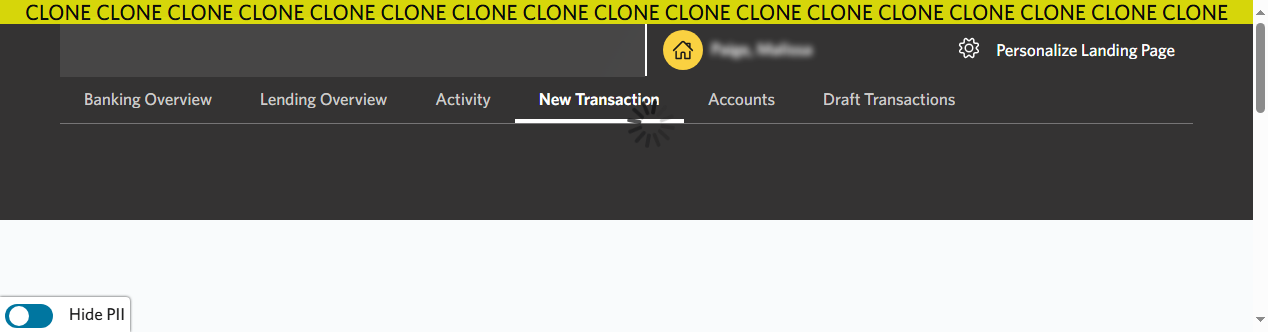 CLONE CLONE CLONE CLONE CLONE CLONE CLONE CLONE CLONE CLONE CLONE CLONE CLONE CLONE CLONE CLONE CLONE
Personalize Landing Page
Banking Overview Lending Overview Activity New Transaction Accounts Draft Transactions
Hide PII